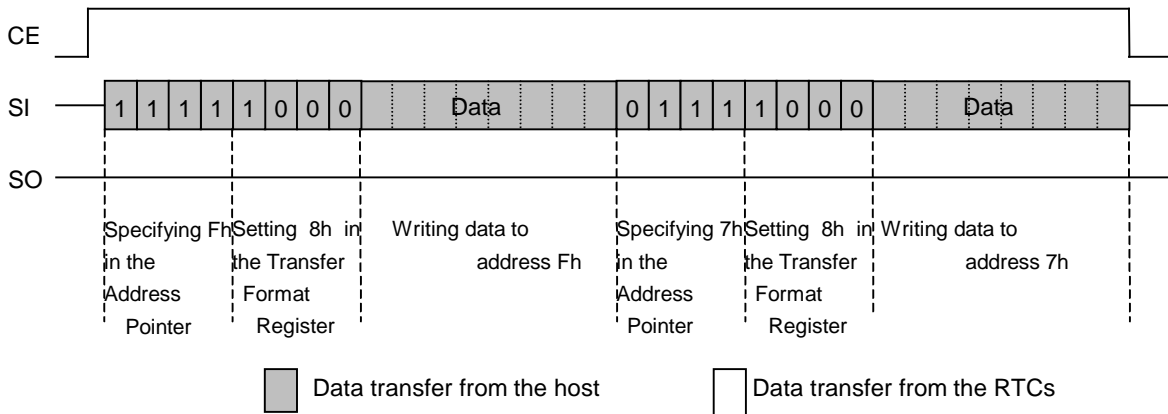 CE
SI 1 1 1 1 1 0 0 0 Data 0 1 1 1 1 0 0 0 Data
SO
Specifying Fh Setting 8h in Writing data to Specifying 7h Setting 8h in Writing data to
in the the Transfer address Fh in the the Transfer address 7h
Address Format Address Format
Pointer Register Pointer Register
Data transfer from the host Data transfer from the RTCs